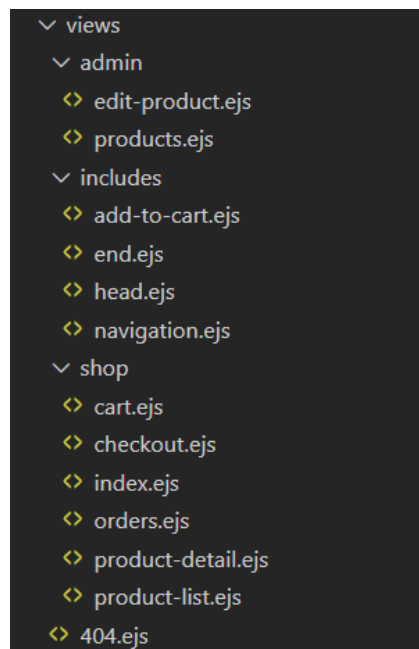 views
admin
edit-product.ejs
products.ejs
includes
add-to-cart.ejs
end.ejs
head.ejs
navigation.ejs
shop
cart.ejs
checkout.ejs
index.ejs
orders.ejs
product-detail.ejs
product-list.ejs
404.ejs